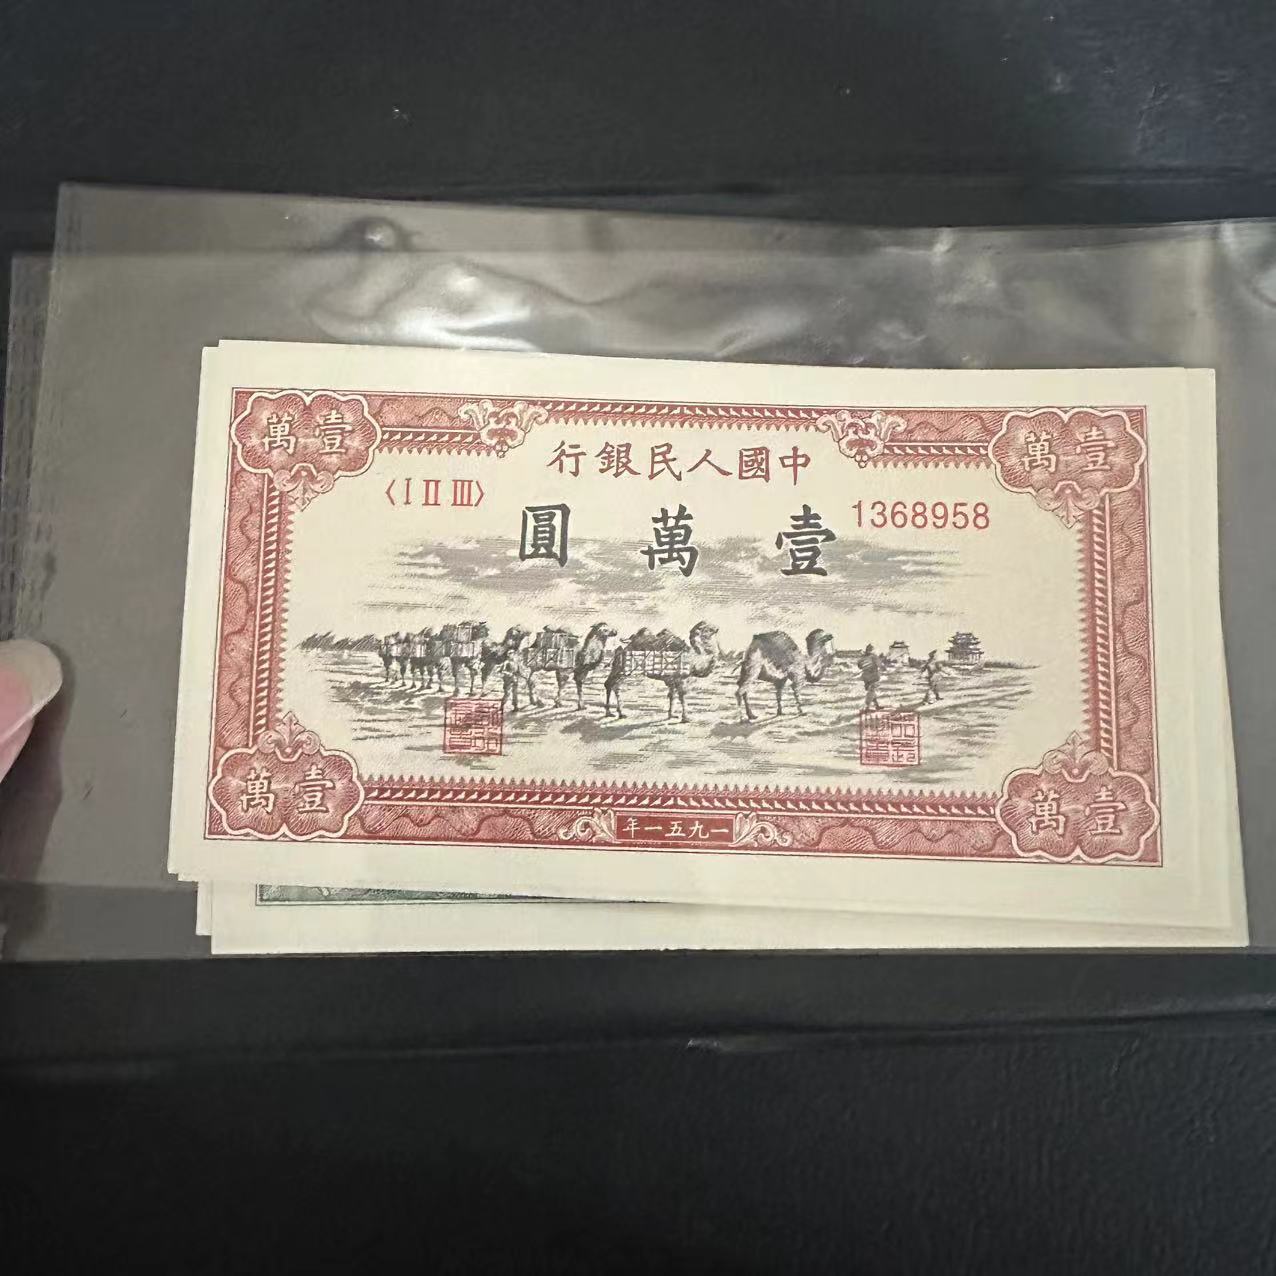 壹萬
壹萬
中國人民銀行
〈Ⅰ Ⅱ Ⅲ〉
1368958
壹萬圓
壹萬
壹萬
一九五一年